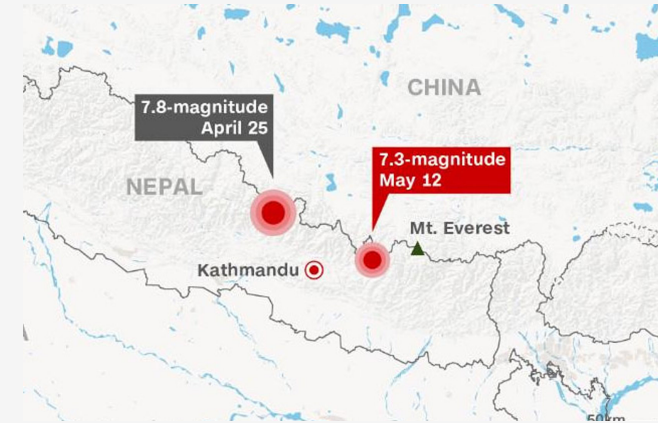 CHINA
7.8-magnitude
April 25
7.3-magnitude
May 12
NEPAL
Mt. Everest
Kathmandu
50km